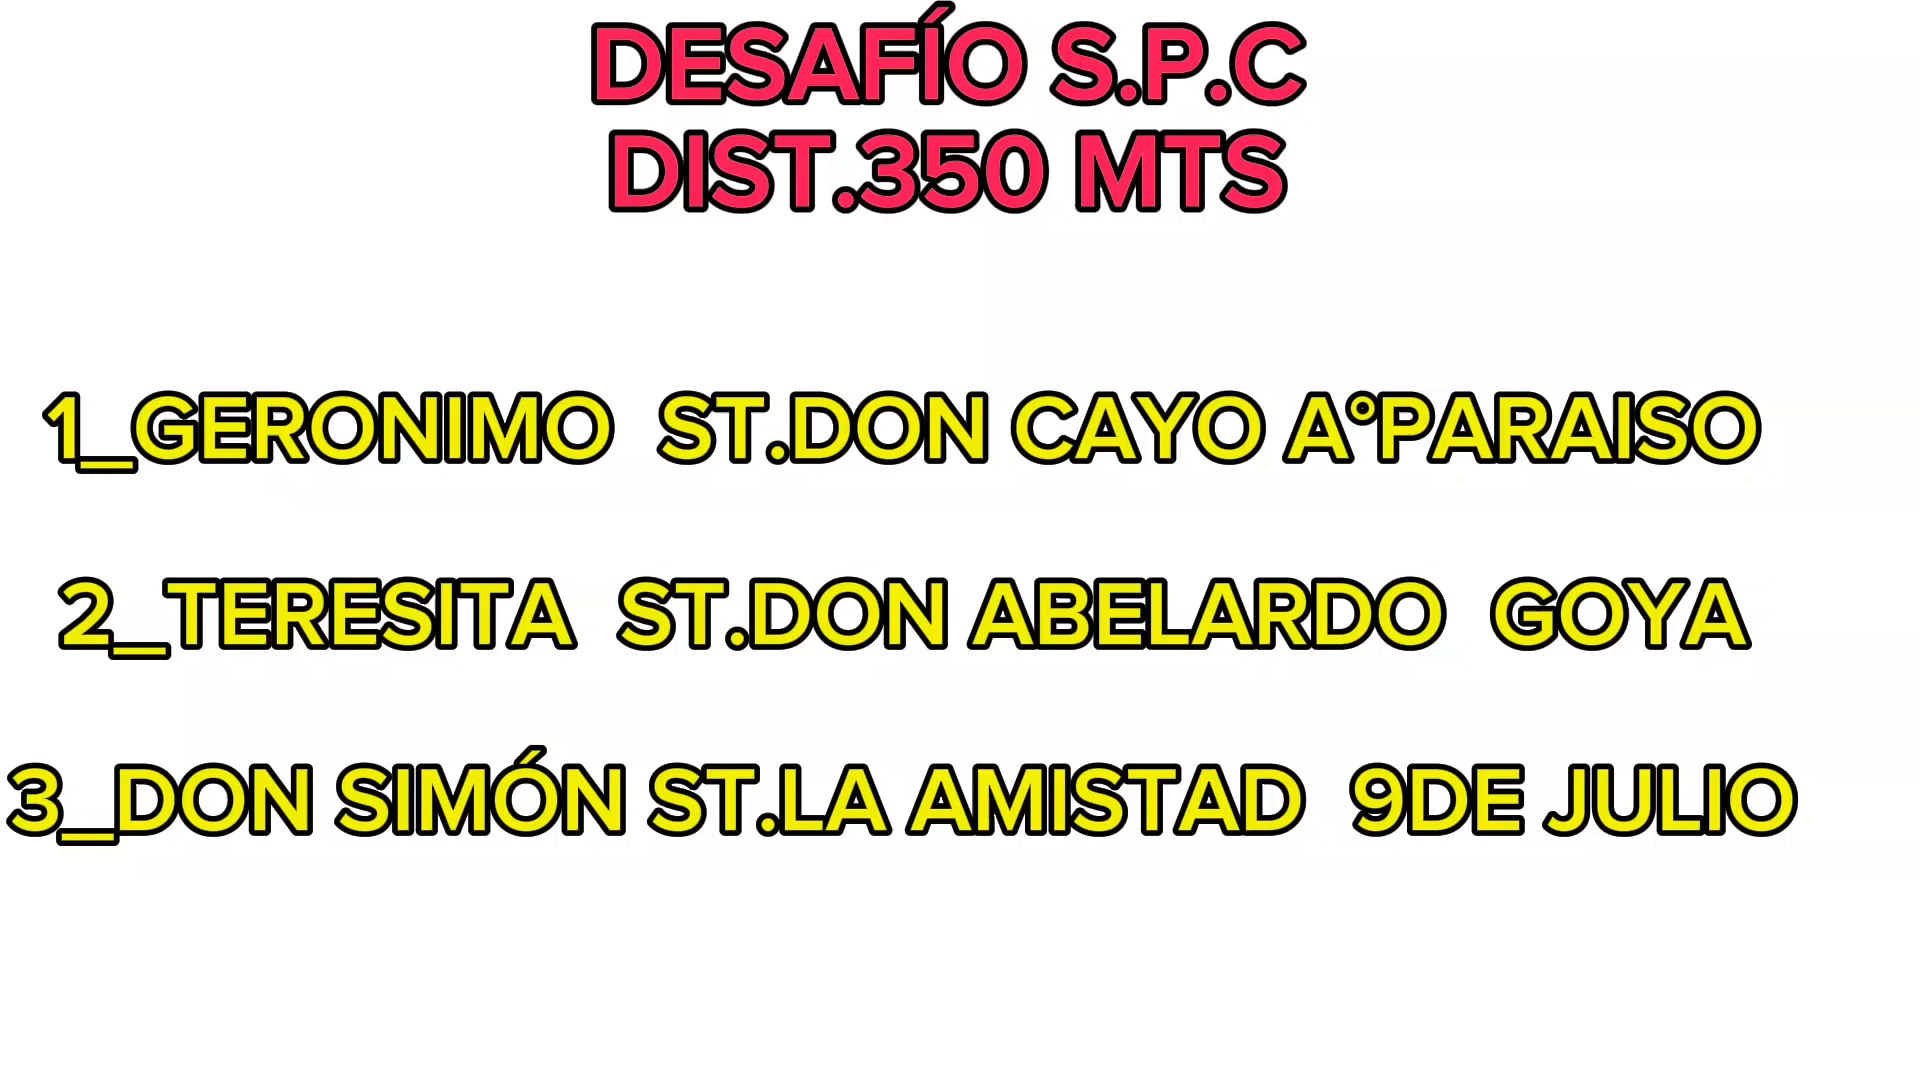 DESAFÍO S.P.C
DIST.350 MTS
1_GERONIMO ST.DON CAYO A°PARAISO
2_TERESITA ST.DON ABELARDO GOYA
3_DON SIMÓN ST.LA AMISTAD 9DE JULIO